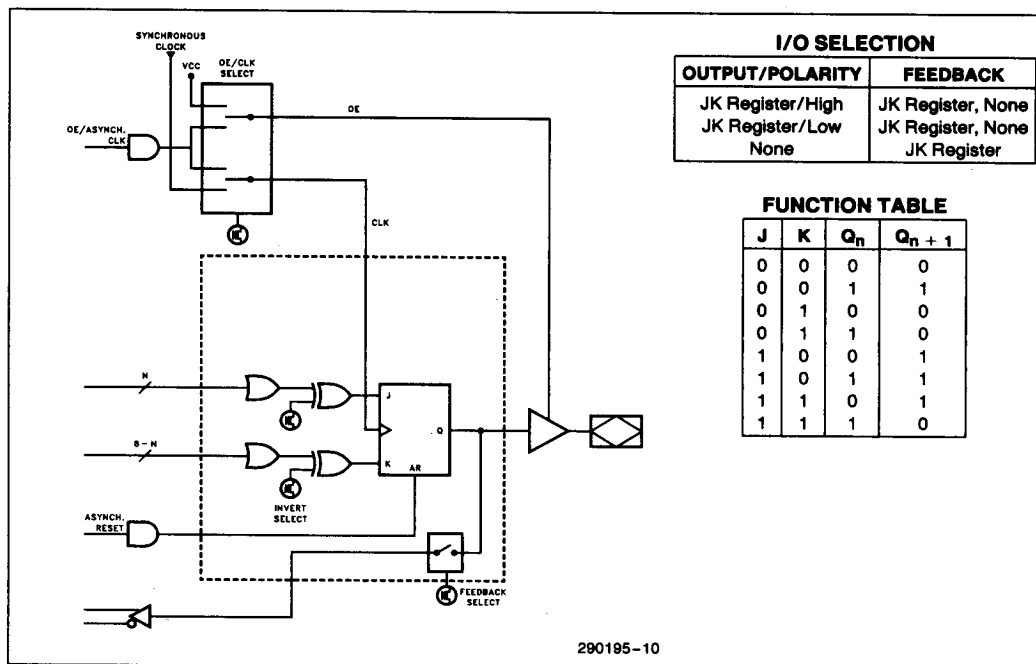 SYNCHRONOUS
CLOCK
VCC
OE/CLK
SELECT
OE
OE/ASYNCH.
CLK
CLK
N
J
Q
8-N
K
AR
INVERT
SELECT
ASYNCH.
RESET
FEEDBACK
SELECT
I/O SELECTION
OUTPUT/POLARITY FEEDBACK
JK Register/High JK Register, None
JK Register/Low JK Register, None
None JK Register
FUNCTION TABLE
J K Qn Qn + 1
0 0 0 0
0 0 1 1
0 1 0 0
0 1 1 0
1 0 0 1
1 0 1 1
1 1 0 1
1 1 1 0
290195-10